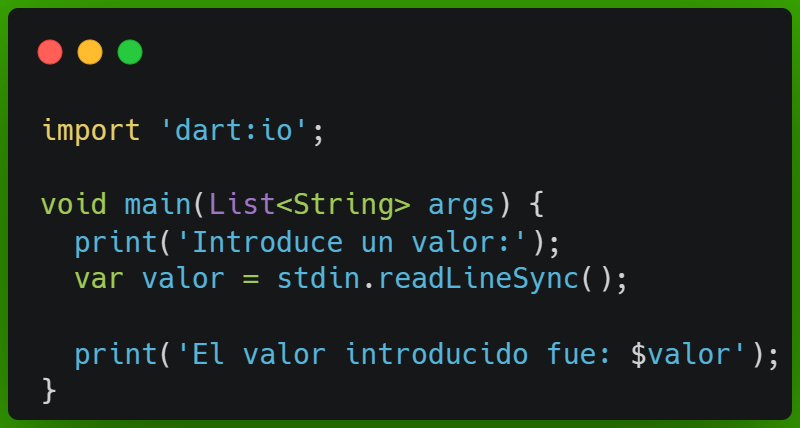 import 'dart:io';
void main(List<String> args) {
print('Introduce un valor:');
var valor = stdin.readLineSync();
print('El valor introducido fue: $valor');
}